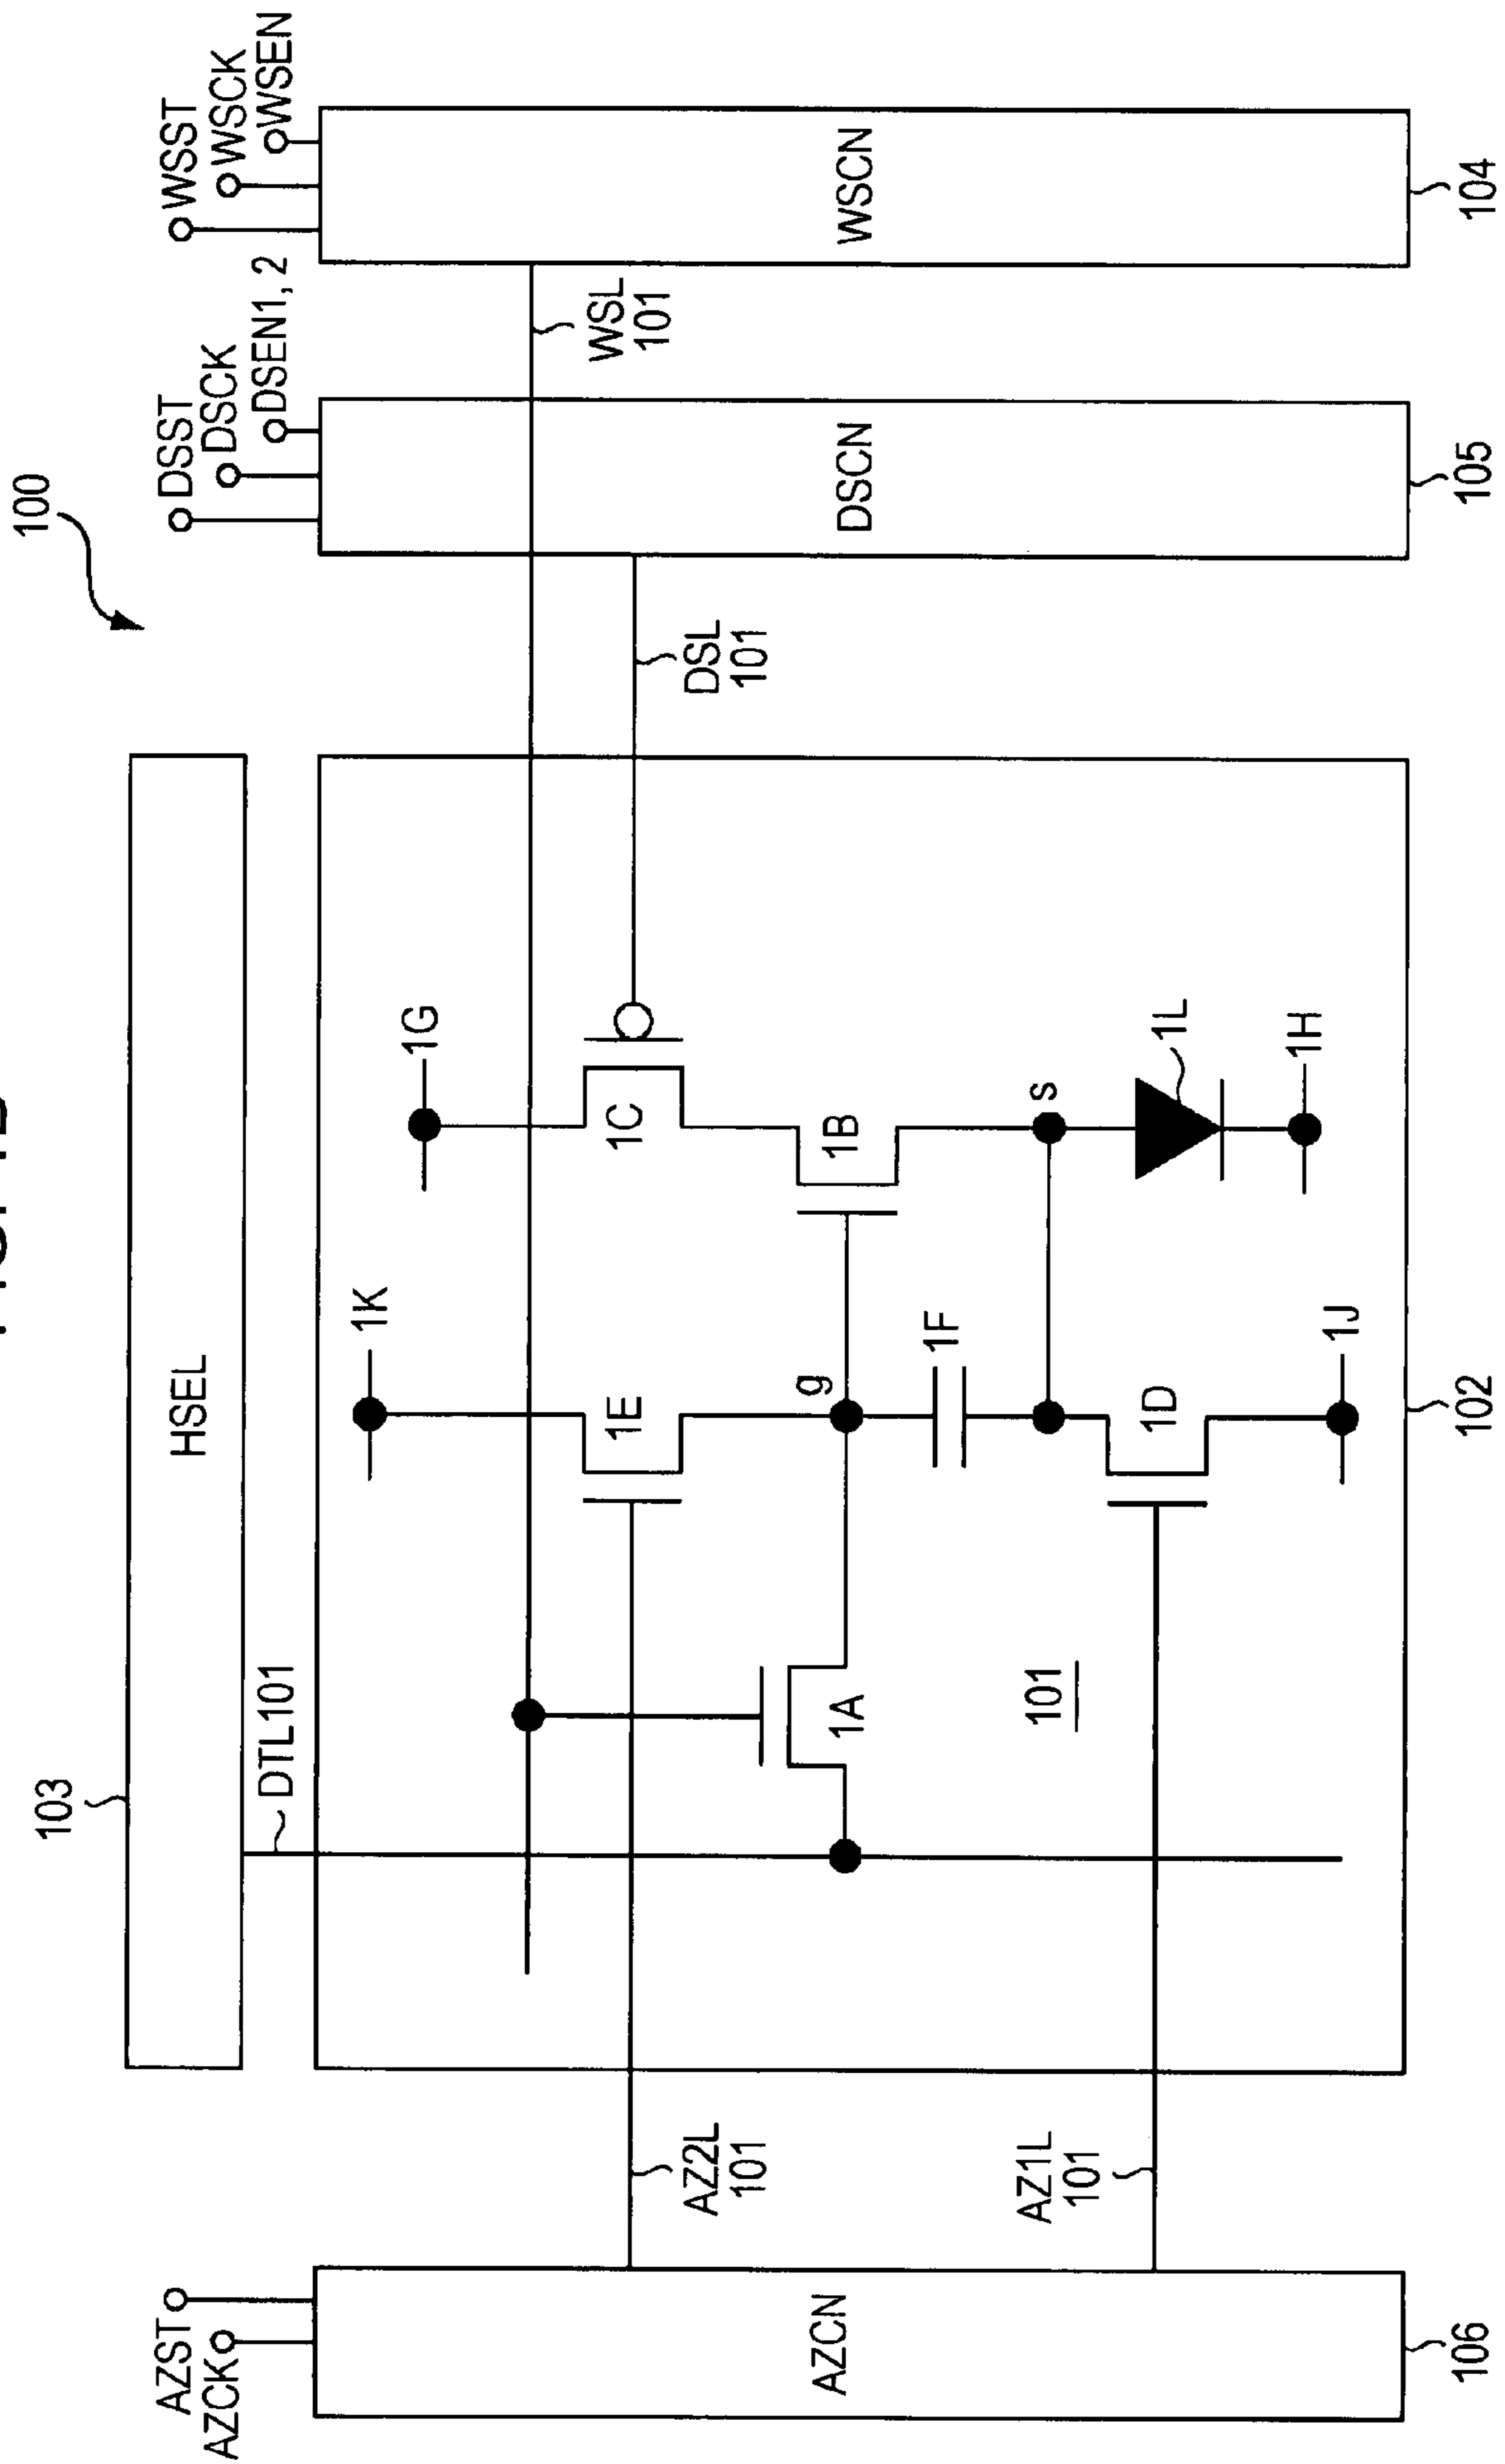 100
103
HSEL
AZST
AZCK
DTL101
DSST
DSCK
DSEN1, 2
WSST
WSCK
WSEN
1K
1G
WSL
101
1E
1C
AZ2L
101
DSL
101
g
1A
1B
AZCN
DSCN
WSCN
1F
s
101
AZ1L
101
1D
1L
1J
1H
106
102
105
104